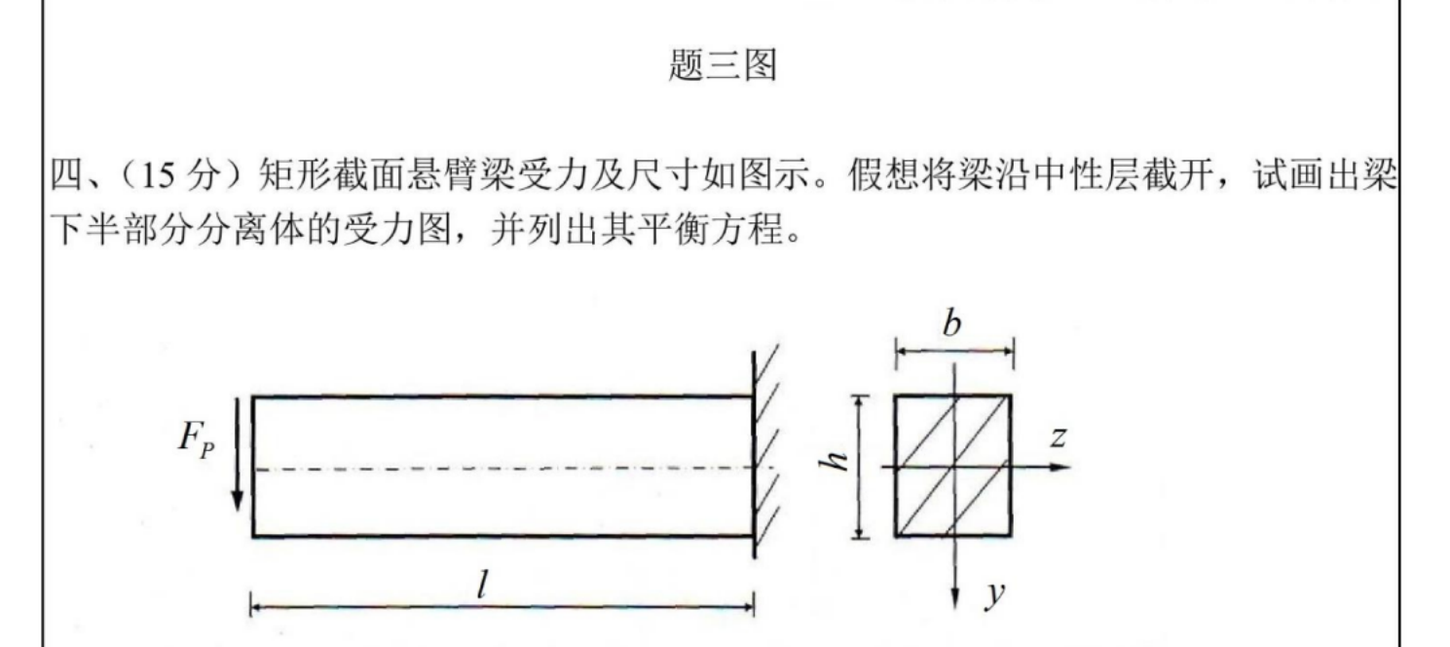 题三图
四、（15 分）矩形截面悬臂梁受力及尺寸如图示。假想将梁沿中性层截开，试画出梁
下半部分分离体的受力图，并列出其平衡方程。
b
F_P
h
z
l
y